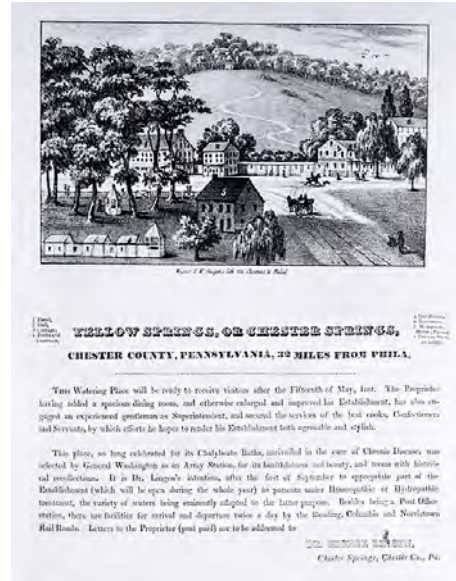 YELLOW SPRINGS, OR CHESTER SPRINGS,
CHESTER COUNTY, PENNSYLVANIA, 32 MILES FROM PHILA,
THIS Watering Place will be ready to receive visitors after the Fifteenth of May, inst. The Proprietor
having added a spacious dining room, and otherwise enlarged and improved his Establishment, has also en-
gaged an experienced gentleman as Superintendent, and secured the services of the best cooks, Confectioners
and Servants, by which efforts he hopes to render his Establishment both agreeable and stylish.
This place, so long celebrated for its Chalybeate Baths, unrivalled in the cure of Chronic Disease, was
selected by General Washington as an Army Station, for its healthfulness and beauty, and teems with histori-
cal recollections. It is Dr. Lingen's intention, after the first of September to appropriate part of the
Establishment (which will be open during the whole year) to patients under Homœopathic or Hydropathic
treatment, the variety of waters being eminently adapted to the latter purpose. Besides being a Post Office
station, there are facilities for arrival and departure twice a day by the Reading, Columbia and Norristown
Rail Roads. Letters to the Proprietor (post paid) are to be addressed to
DR. GEORGE LINGEN,
Chester Springs, Chester Co., Pa.